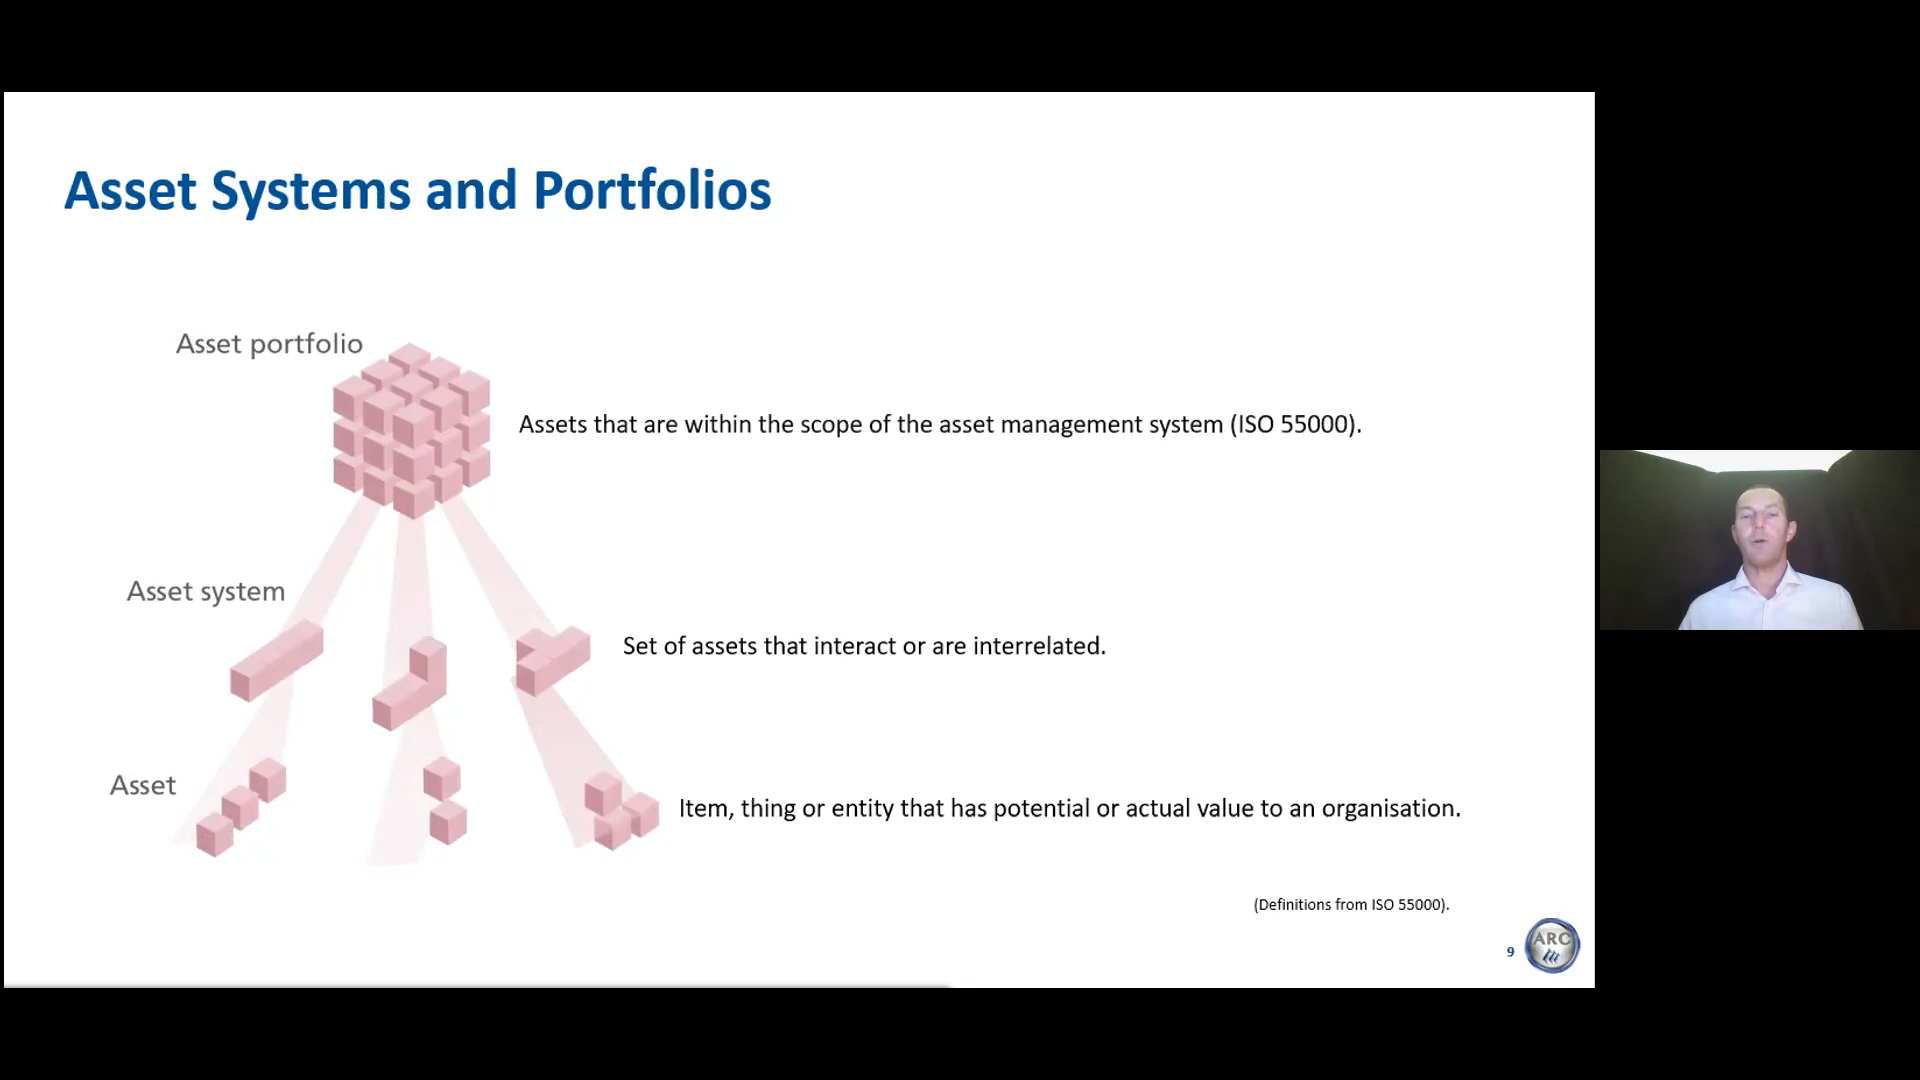 Asset Systems and Portfolios
Asset portfolio
Assets that are within the scope of the asset management system (ISO 55000).
Asset system
Set of assets that interact or are interrelated.
Asset
Item, thing or entity that has potential or actual value to an organisation.
(Definitions from ISO 55000).
9
ARC